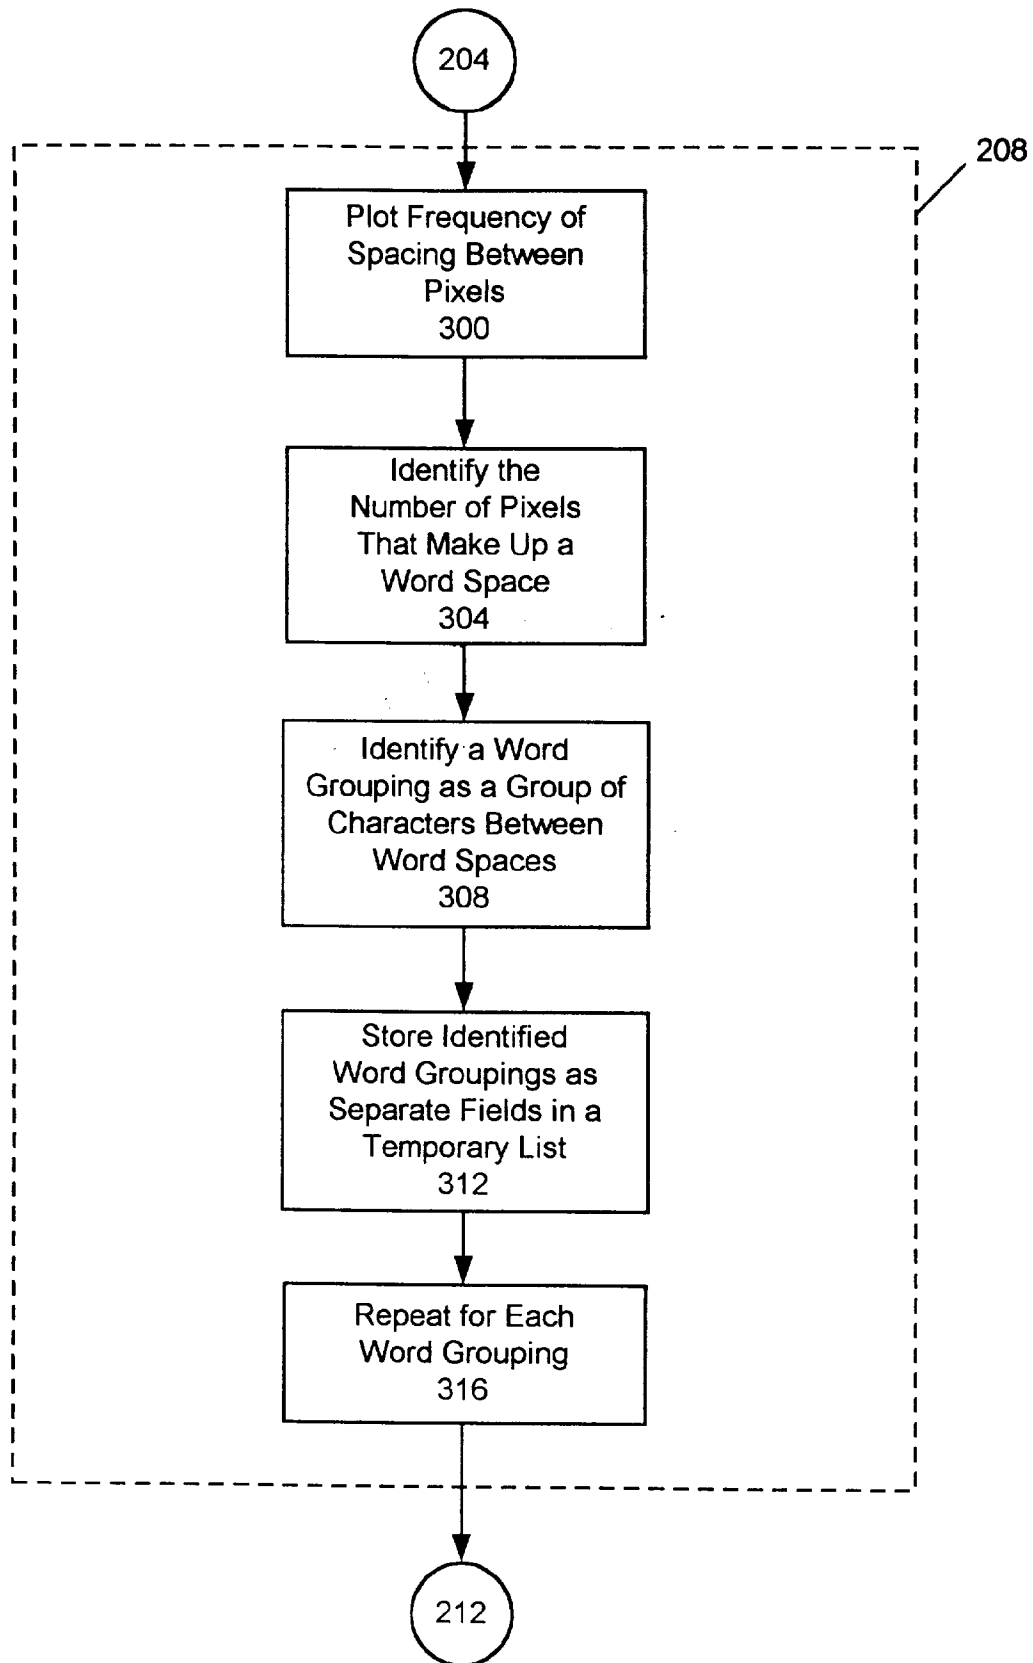 204
208
Plot Frequency of
Spacing Between
Pixels
300
Identify the
Number of Pixels
That Make Up a
Word Space
304
Identify a Word
Grouping as a Group of
Characters Between
Word Spaces
308
Store Identified
Word Groupings as
Separate Fields in a
Temporary List
312
Repeat for Each
Word Grouping
316
212